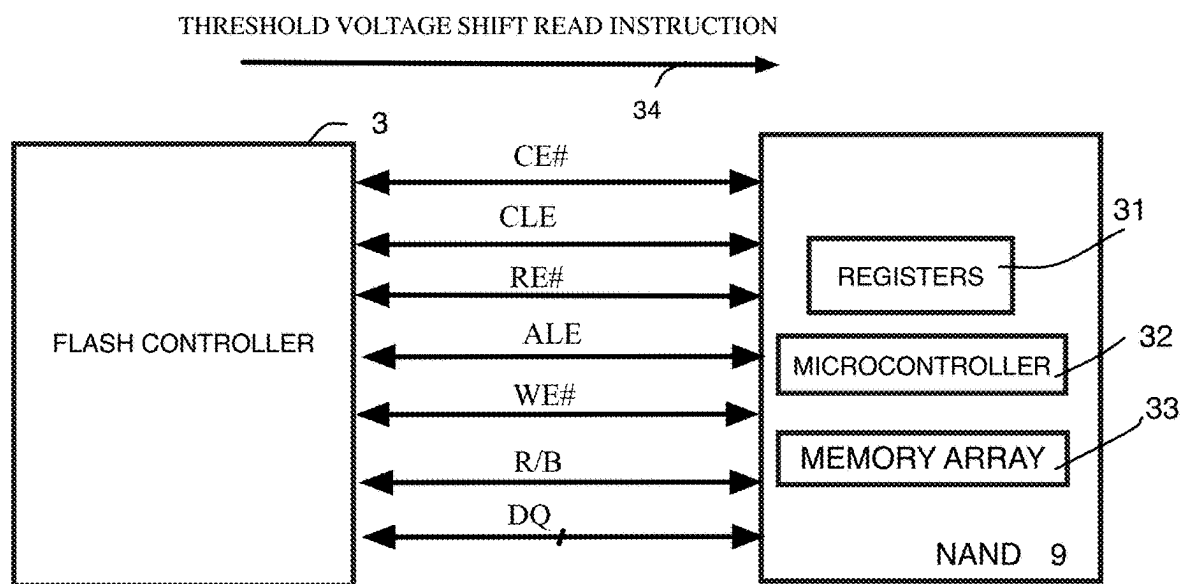 THRESHOLD VOLTAGE SHIFT READ INSTRUCTION
34
3
CE#
CLE
RE#
ALE
WE#
R/B
DQ
FLASH CONTROLLER
31
REGISTERS
32
MICROCONTROLLER
33
MEMORY ARRAY
NAND 9